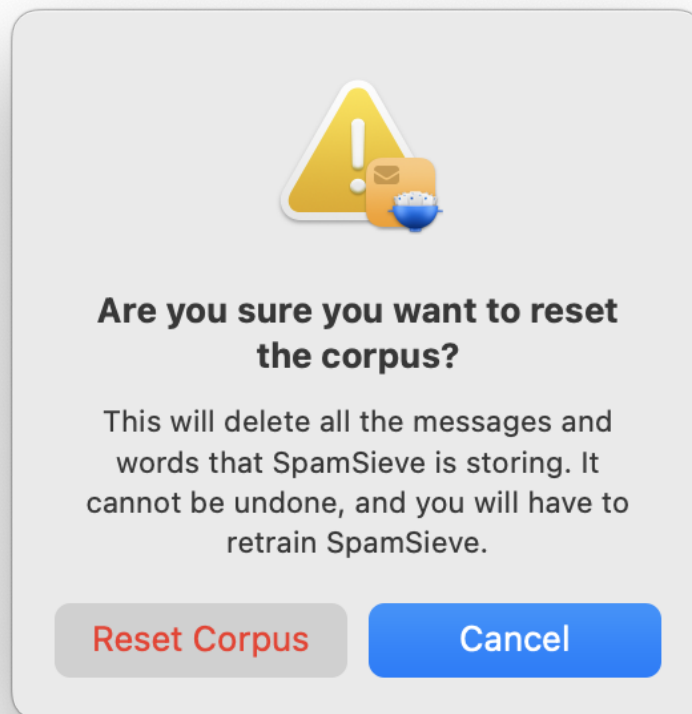 Are you sure you want to reset
the corpus?
This will delete all the messages and
words that SpamSieve is storing. It
cannot be undone, and you will have to
retrain SpamSieve.
Reset Corpus
Cancel